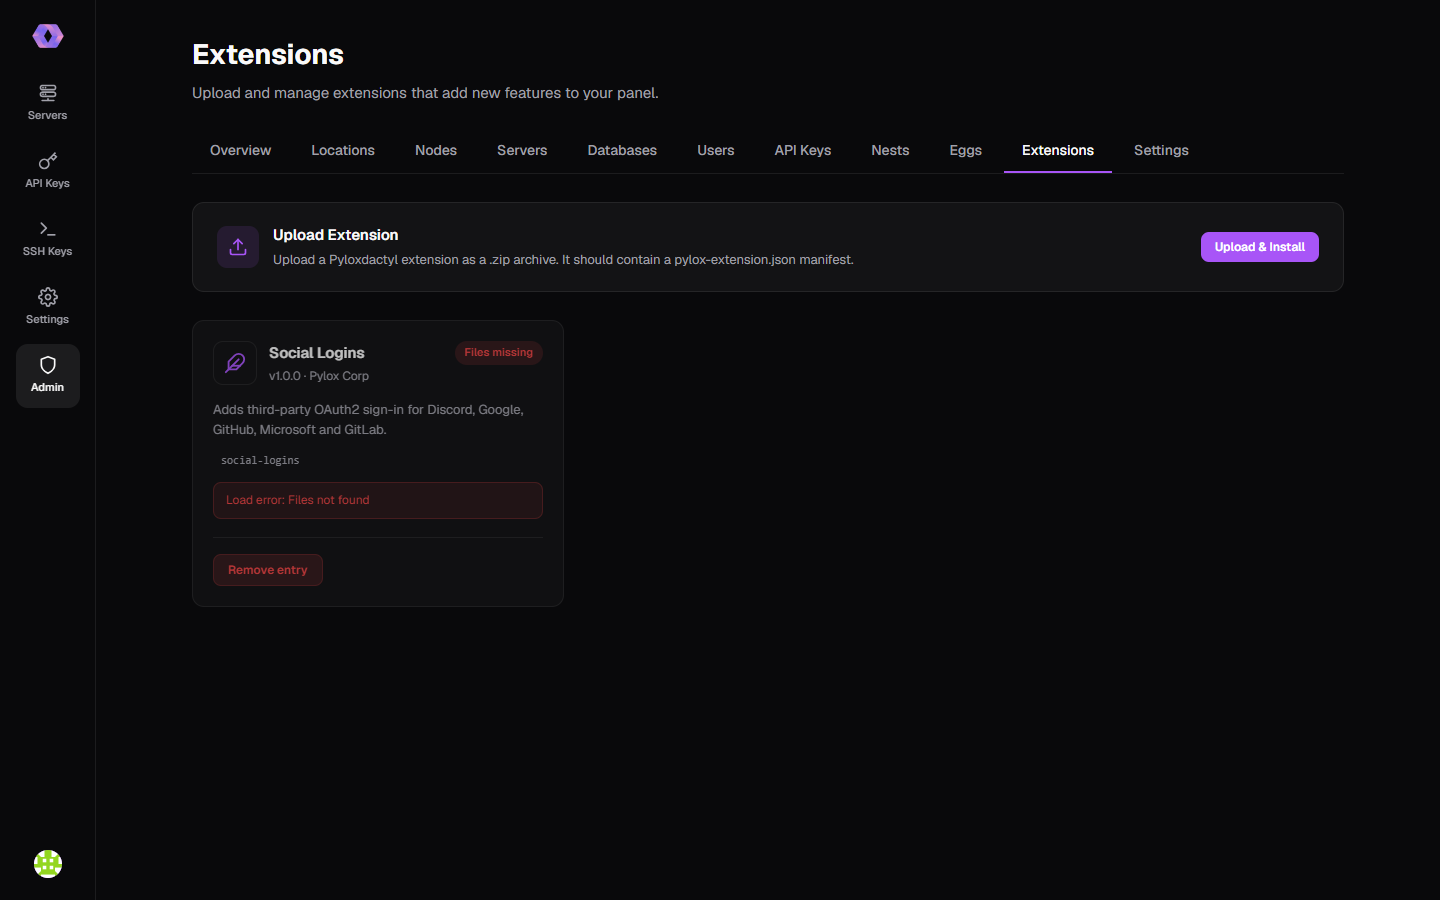 Extensions
Upload and manage extensions that add new features to your panel.
Servers
API Keys
SSH Keys
Settings
Admin
Overview
Locations
Nodes
Servers
Databases
Users
API Keys
Nests
Eggs
Extensions
Settings
Upload Extension
Upload a Pyloxdactyl extension as a .zip archive. It should contain a pylox-extension.json manifest.
Upload & Install
Social Logins
Files missing
v1.0.0 · Pylox Corp
Adds third-party OAuth2 sign-in for Discord, Google,
GitHub, Microsoft and GitLab.
social-logins
Load error: Files not found
Remove entry